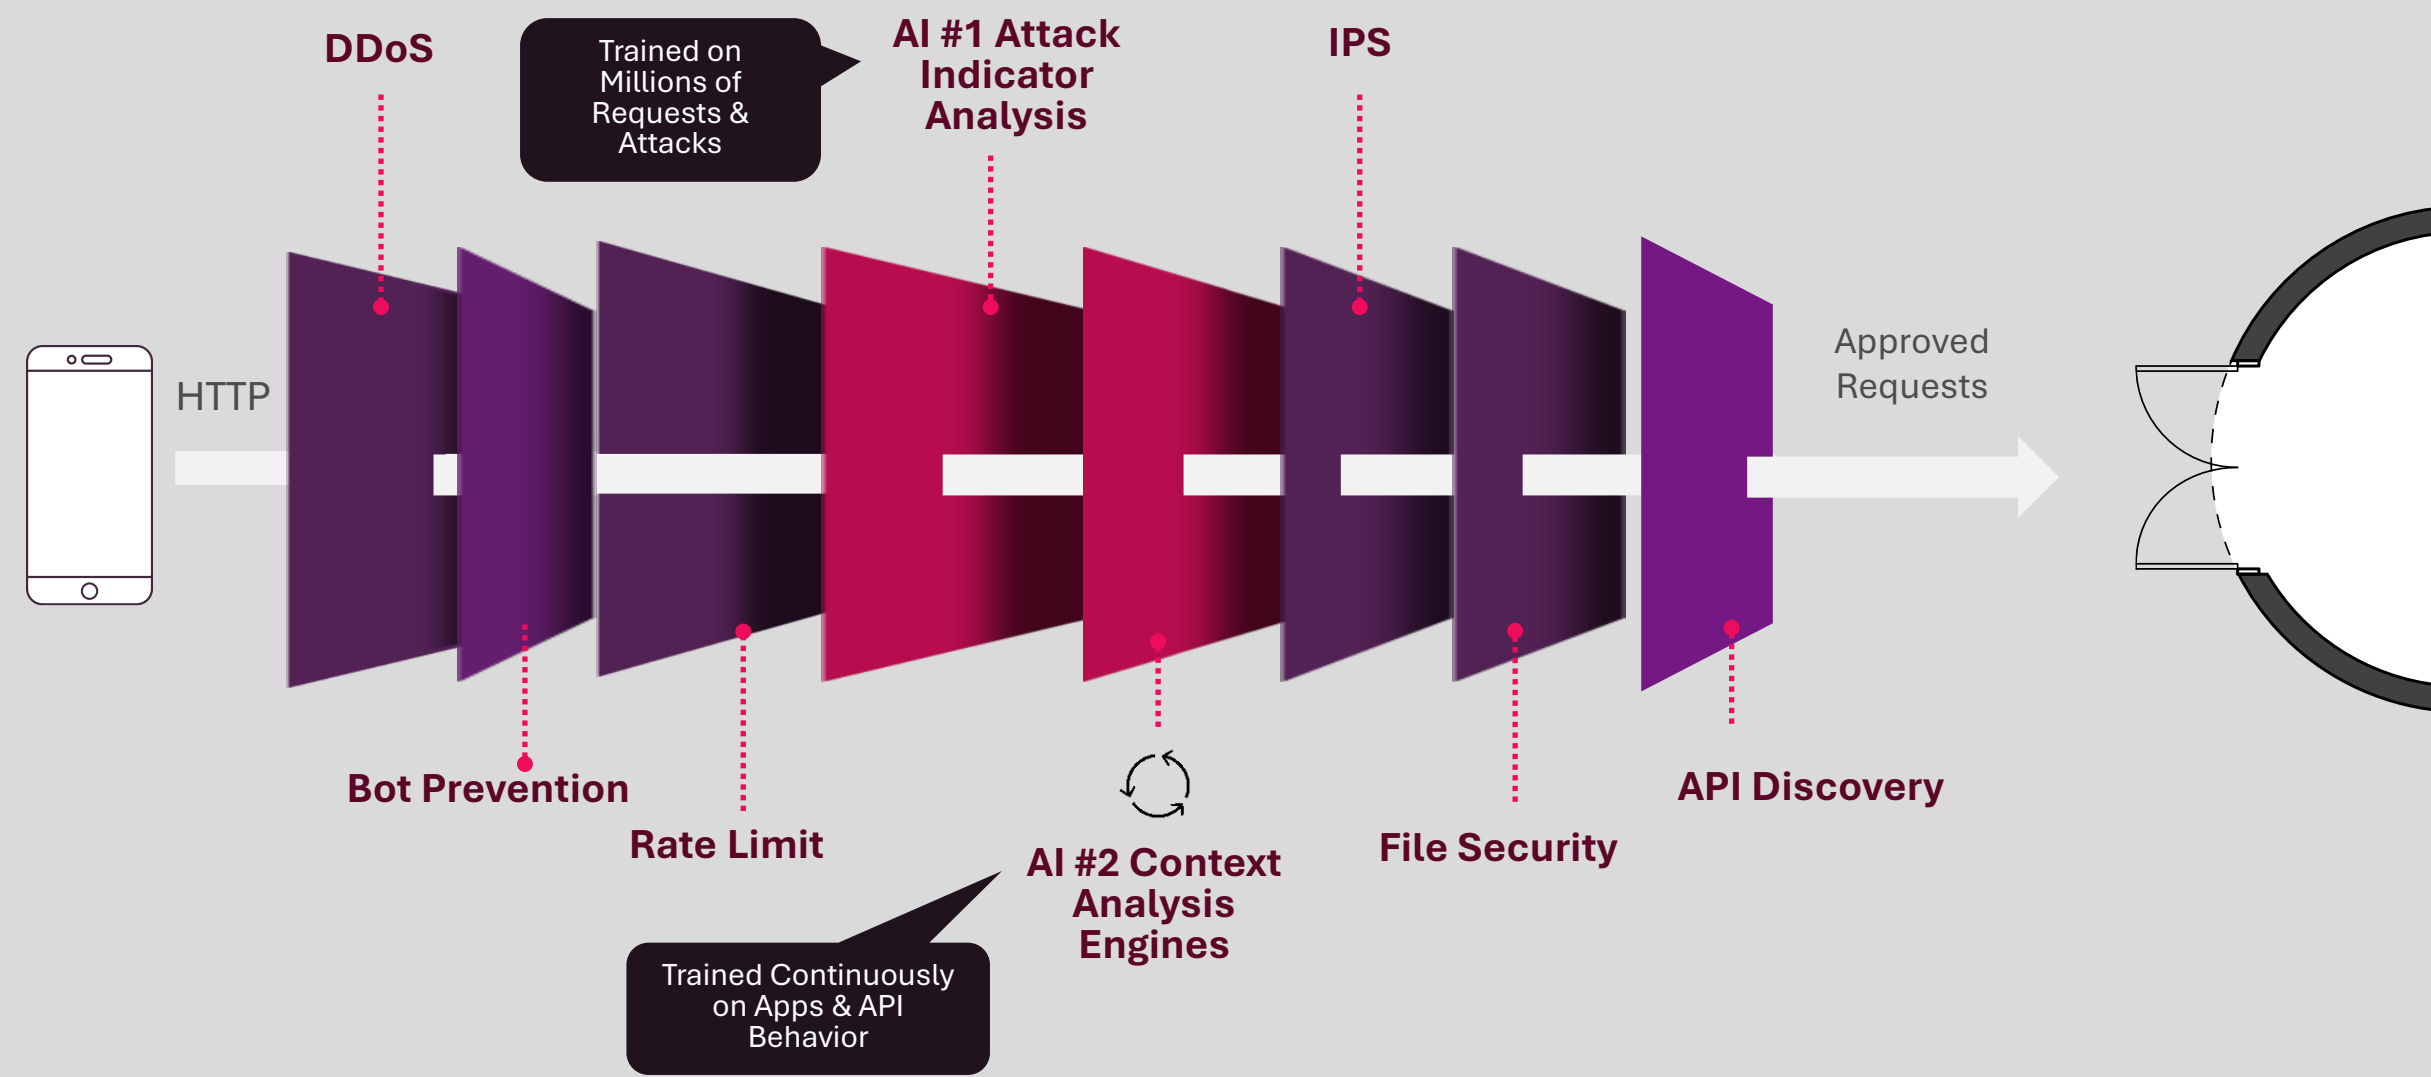 DDoS
Trained on
Millions of
Requests &
Attacks
AI #1 Attack
Indicator
Analysis
IPS
HTTP
Approved
Requests
Bot Prevention
Rate Limit
AI #2 Context
Analysis
Engines
File Security
API Discovery
Trained Continuously
on Apps & API
Behavior